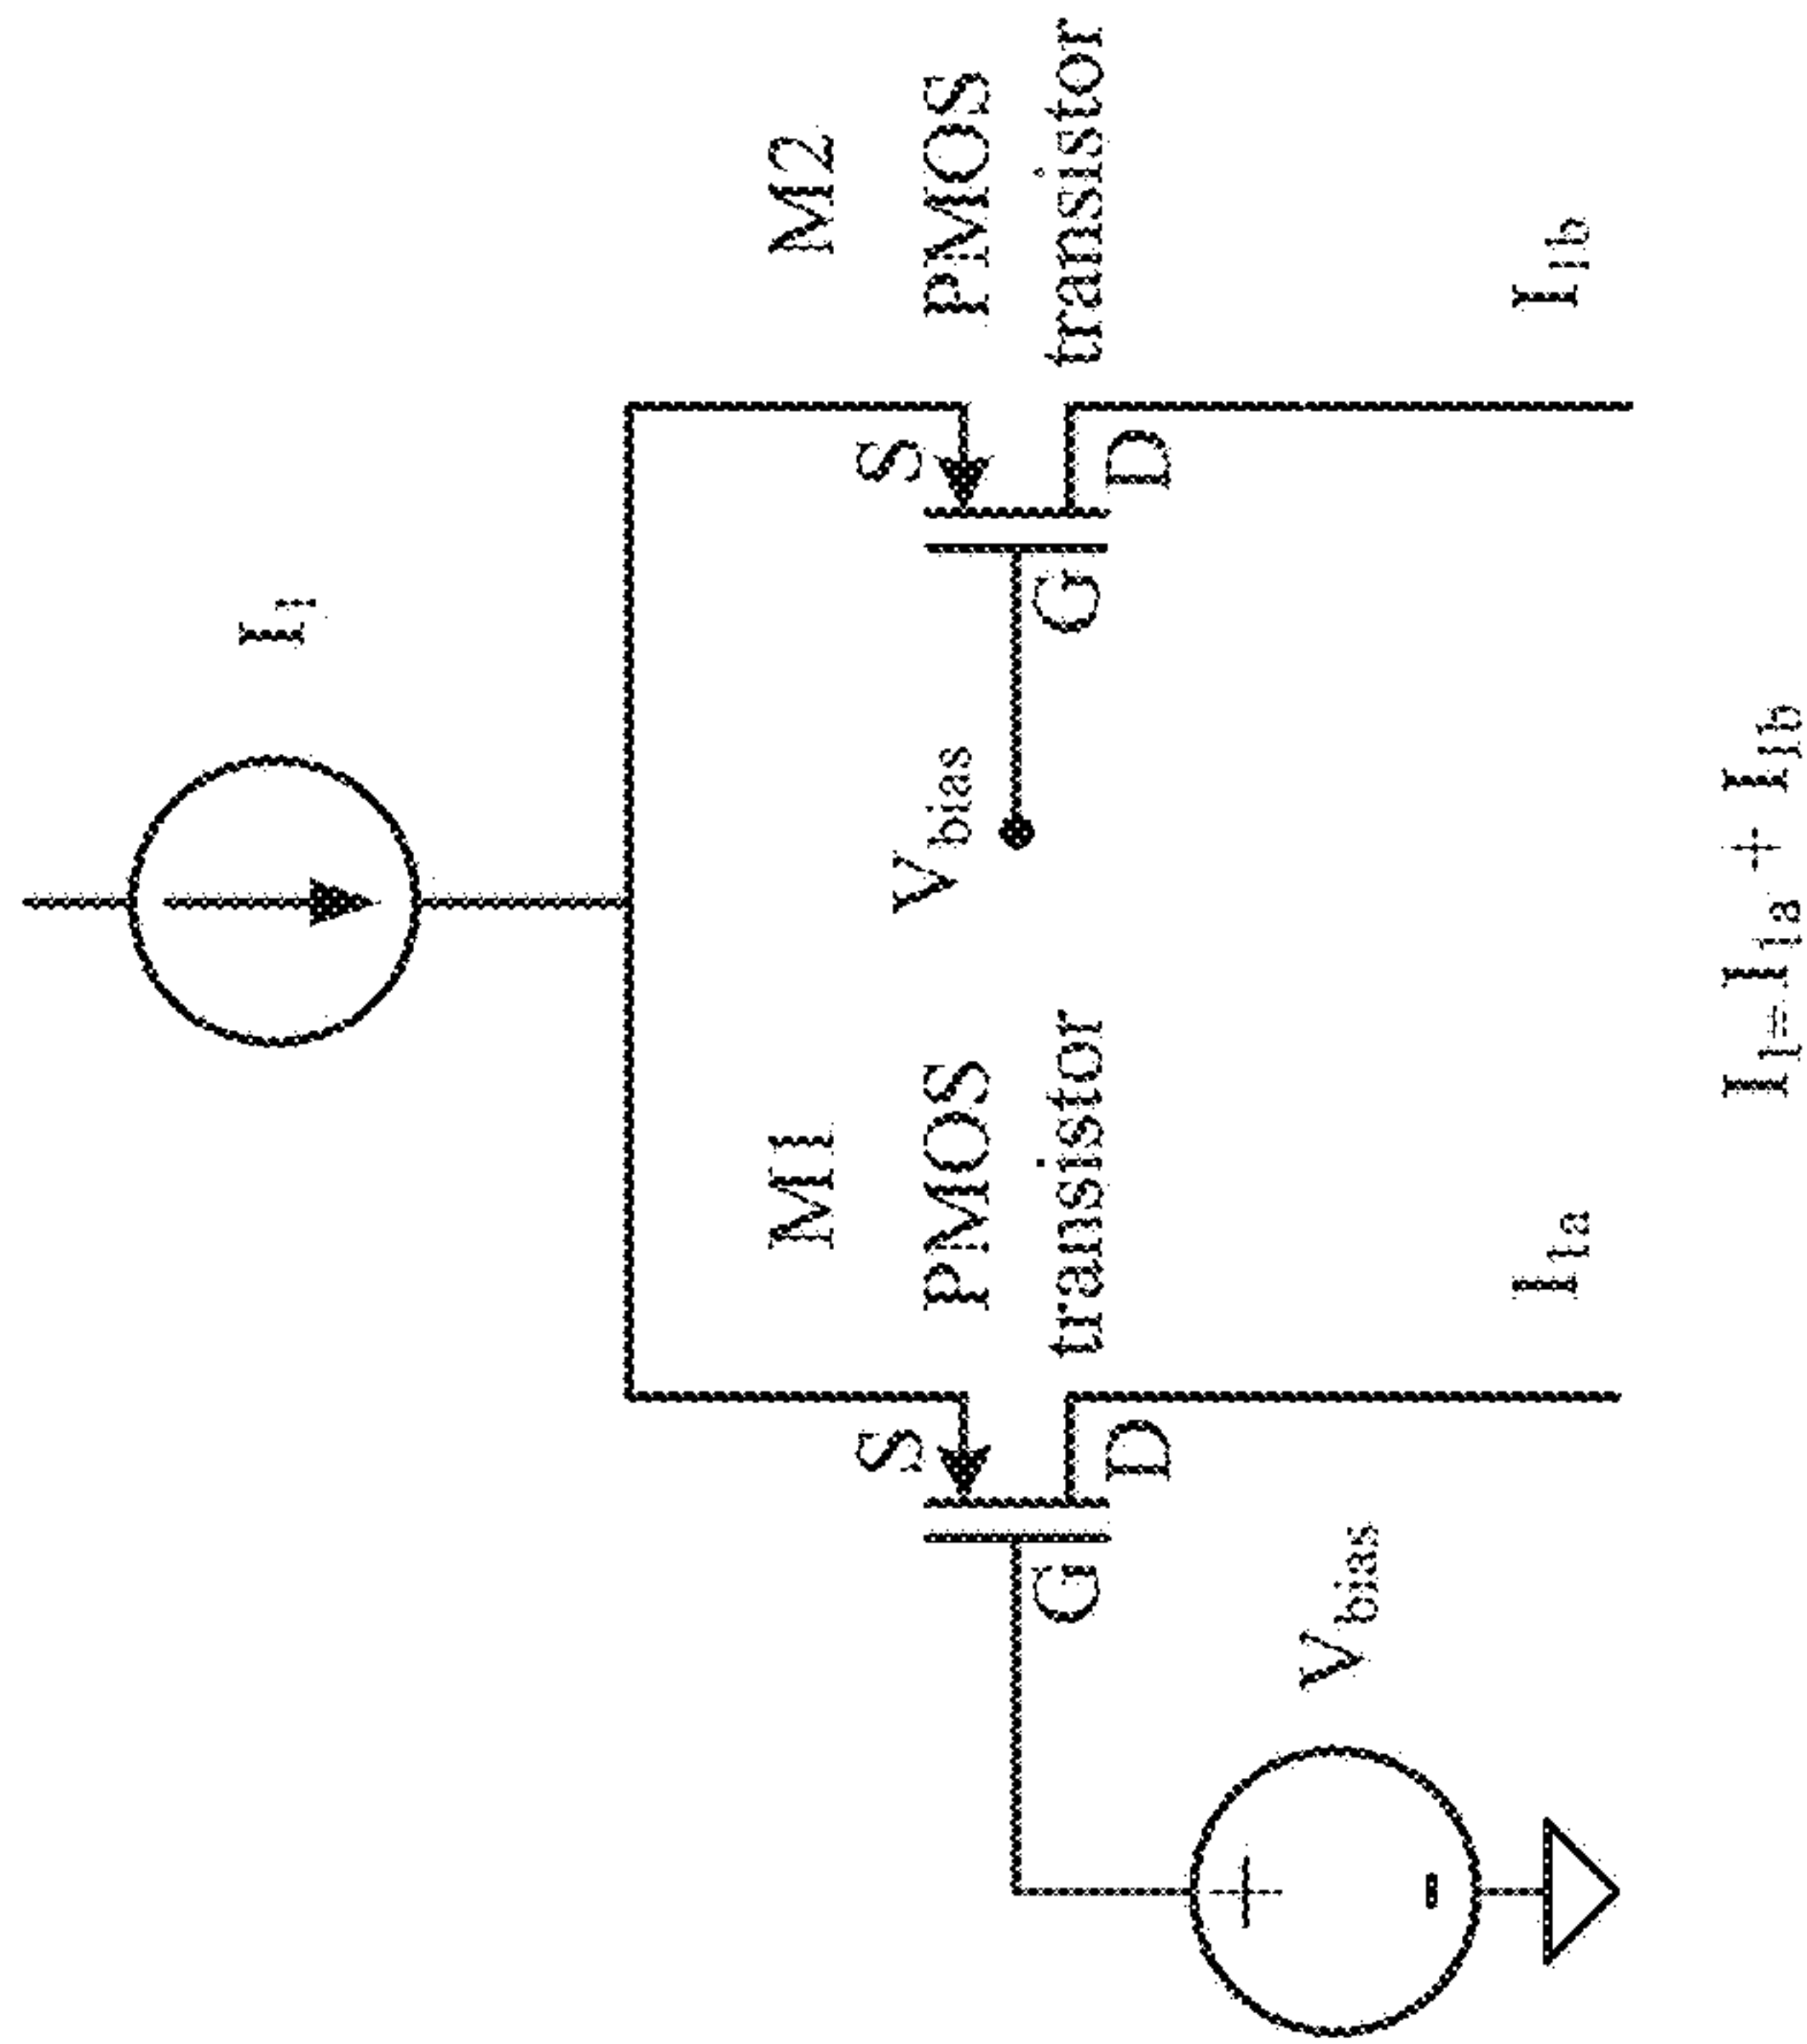 I1
M1
PMOS
transistor
S
G
D
Vbias
M2
PMOS
transistor
S
G
D
Vbias
+
-
I1a
I1b
I1=I1a + I1b